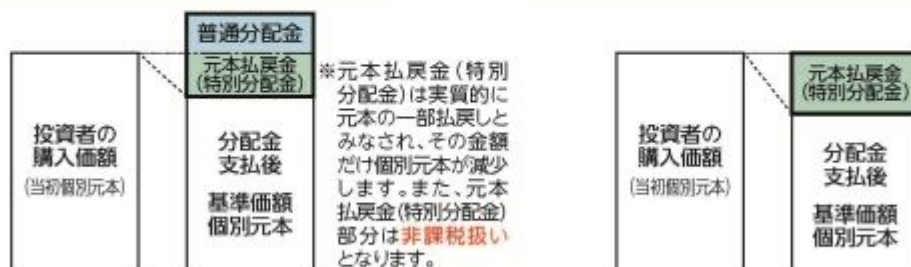 普通分配金
元本払戻金
(特別分配金)
投資者の
購入価額
(当初個別元本)
分配金
支払後
基準価額
個別元本
※元本払戻金(特別
分配金)は実質的に
元本の一部払戻しと
みなされ、その金額
だけ個別元本が減少
します。また、元本
払戻金(特別分配金)
部分は非課税扱い
となります。
元本払戻金
(特別分配金)
投資者の
購入価額
(当初個別元本)
分配金
支払後
基準価額
個別元本